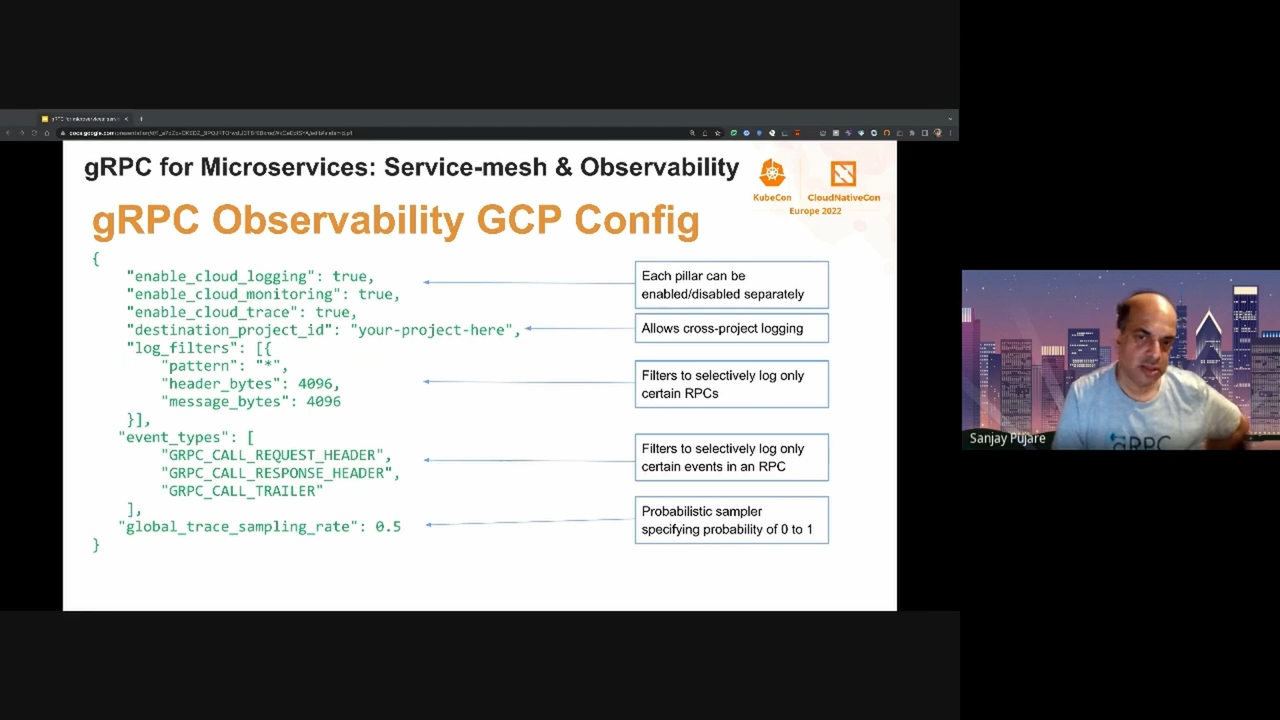 gRPC for Microservices: Service-mesh & Observability
KubeCon
CloudNativeCon
Europe 2022
gRPC Observability GCP Config
{
"enable_cloud_logging": true,
"enable_cloud_monitoring": true,
"enable_cloud_trace": true,
"destination_project_id": "your-project-here",
"log_filters": [{
"pattern": "*",
"header_bytes": 4096,
"message_bytes": 4096
}],
"event_types": [
"GRPC_CALL_REQUEST_HEADER",
"GRPC_CALL_RESPONSE_HEADER",
"GRPC_CALL_TRAILER"
],
"global_trace_sampling_rate": 0.5
}
Each pillar can be
enabled/disabled separately
Allows cross-project logging
Filters to selectively log only
certain RPCs
Filters to selectively log only
certain events in an RPC
Probabilistic sampler
specifying probability of 0 to 1
Sanjay Pujare
gRPC